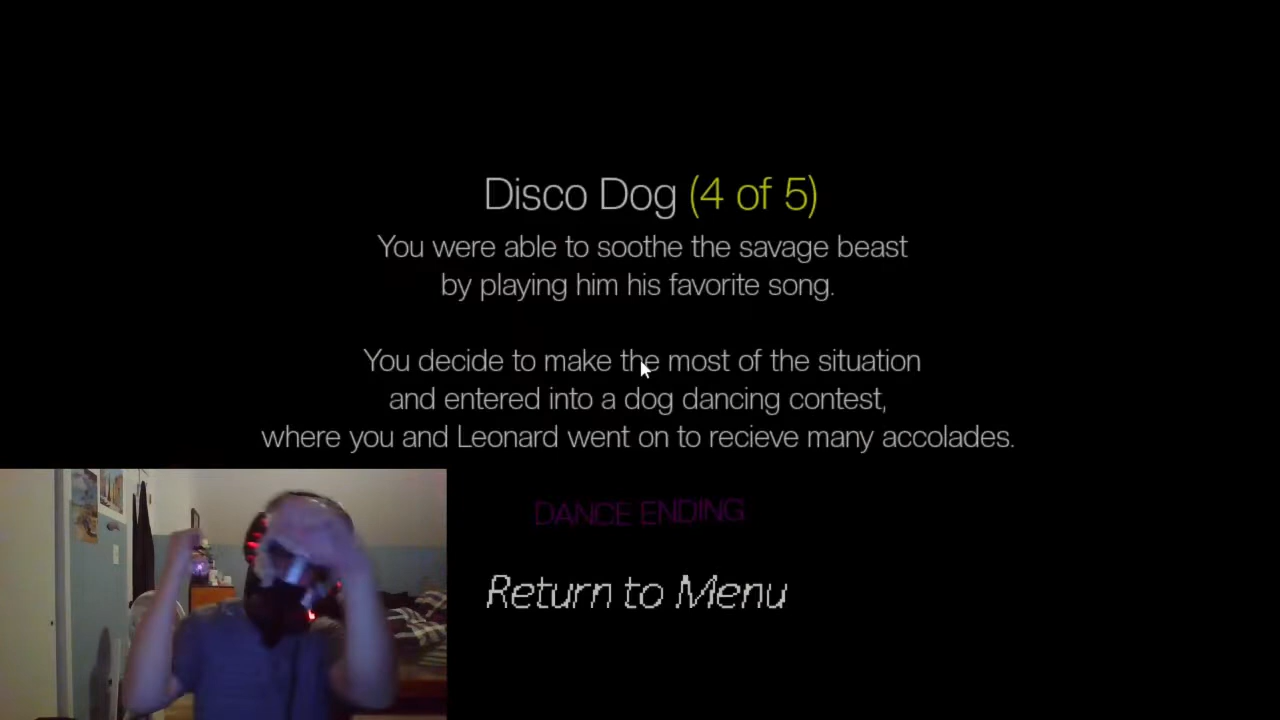 Disco Dog (4 of 5)
You were able to soothe the savage beast
by playing him his favorite song.
You decide to make the most of the situation
and entered into a dog dancing contest,
where you and Leonard went on to recieve many accolades.
DANCE ENDING
Return to Menu